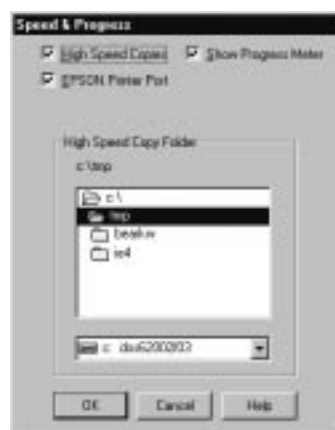 Speed & Progress
High Speed Copies Show Progress Meter
EPSON Printer Port
High Speed Copy Folder
c:\tmp
c:\
tmp
ie4
c:
OK Cancel Help